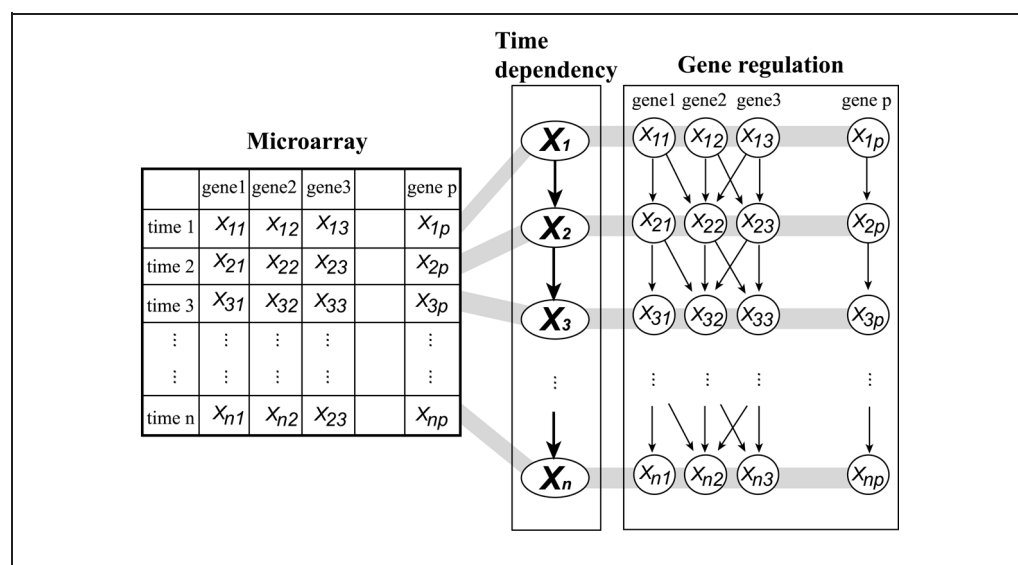 Time
dependency
Gene regulation
Microarray
gene1 gene2 gene3 gene p
time 1 X11 X12 X13 X1p
time 2 X21 X22 X23 X2p
time 3 X31 X32 X33 X3p
⋮ ⋮ ⋮ ⋮ ⋮
⋮ ⋮ ⋮ ⋮ ⋮
time n Xn1 Xn2 X23 Xnp
X1
X2
X3
⋮
Xn
gene1 gene2 gene3 gene p
X11 X12 X13 X1p
X21 X22 X23 X2p
X31 X32 X33 X3p
⋮ ⋮ ⋮ ⋮
Xn1 Xn2 Xn3 Xnp